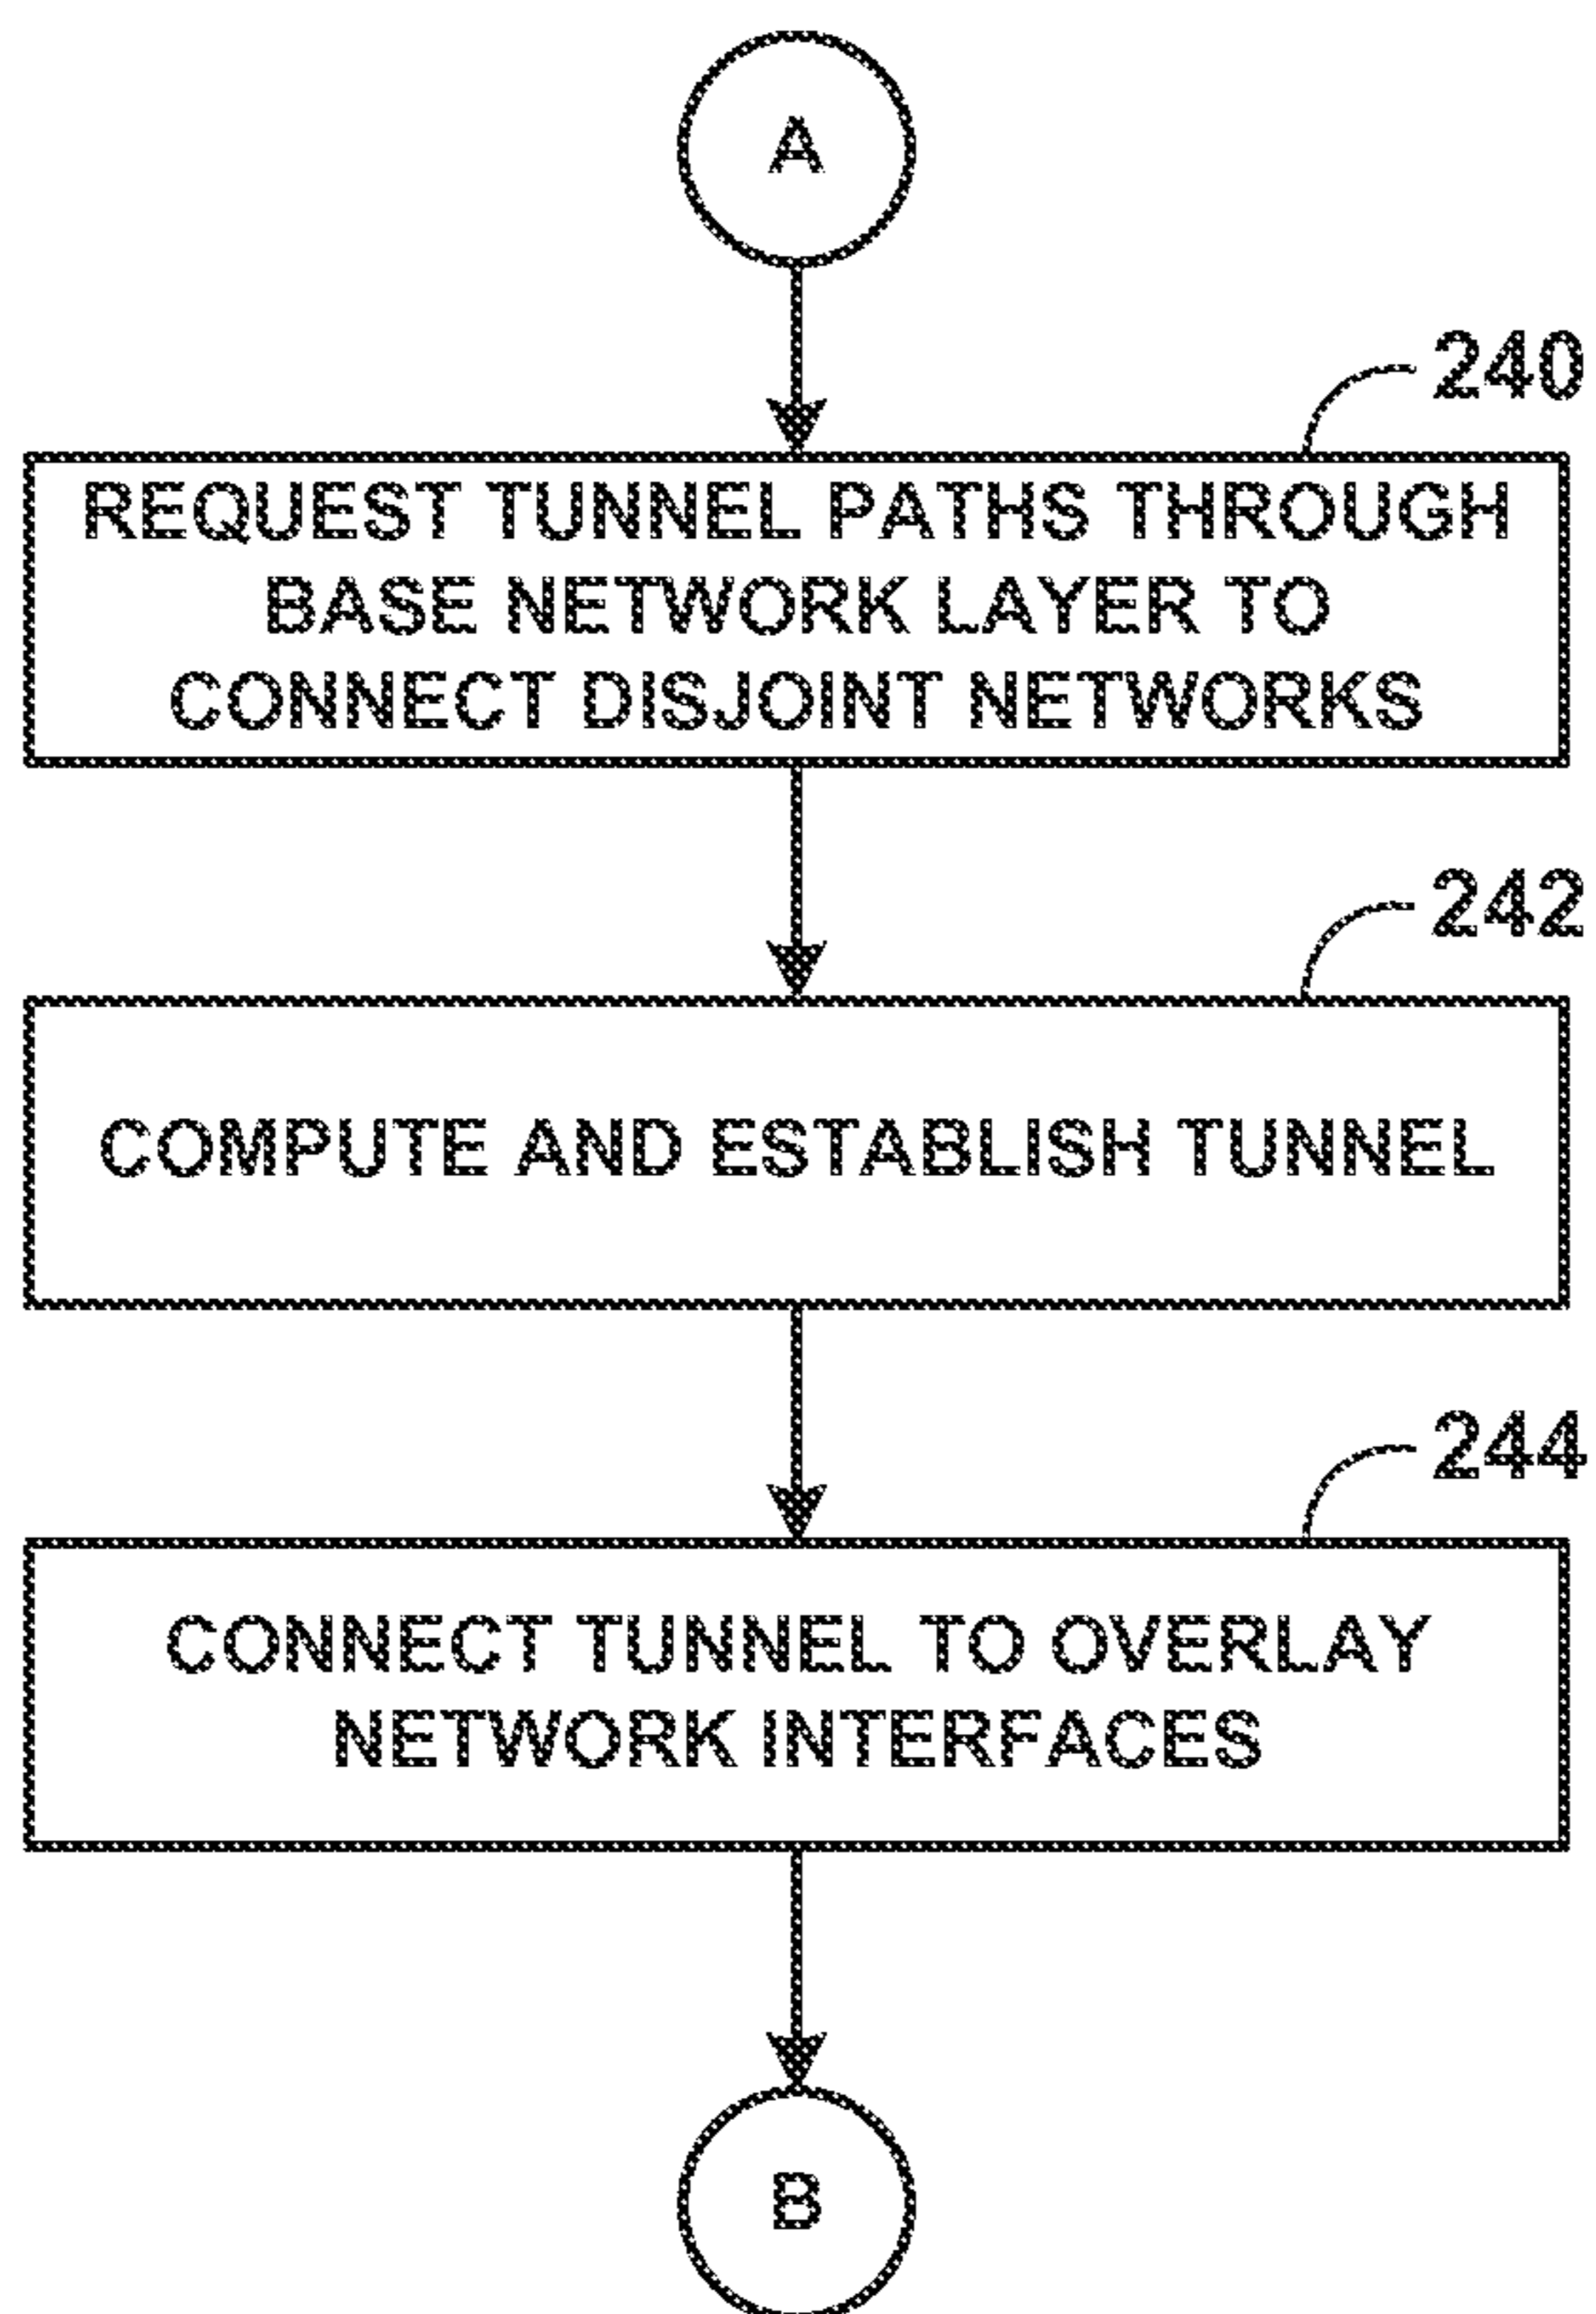 A
240
REQUEST TUNNEL PATHS THROUGH
BASE NETWORK LAYER TO
CONNECT DISJOINT NETWORKS
242
COMPUTE AND ESTABLISH TUNNEL
244
CONNECT TUNNEL TO OVERLAY
NETWORK INTERFACES
B